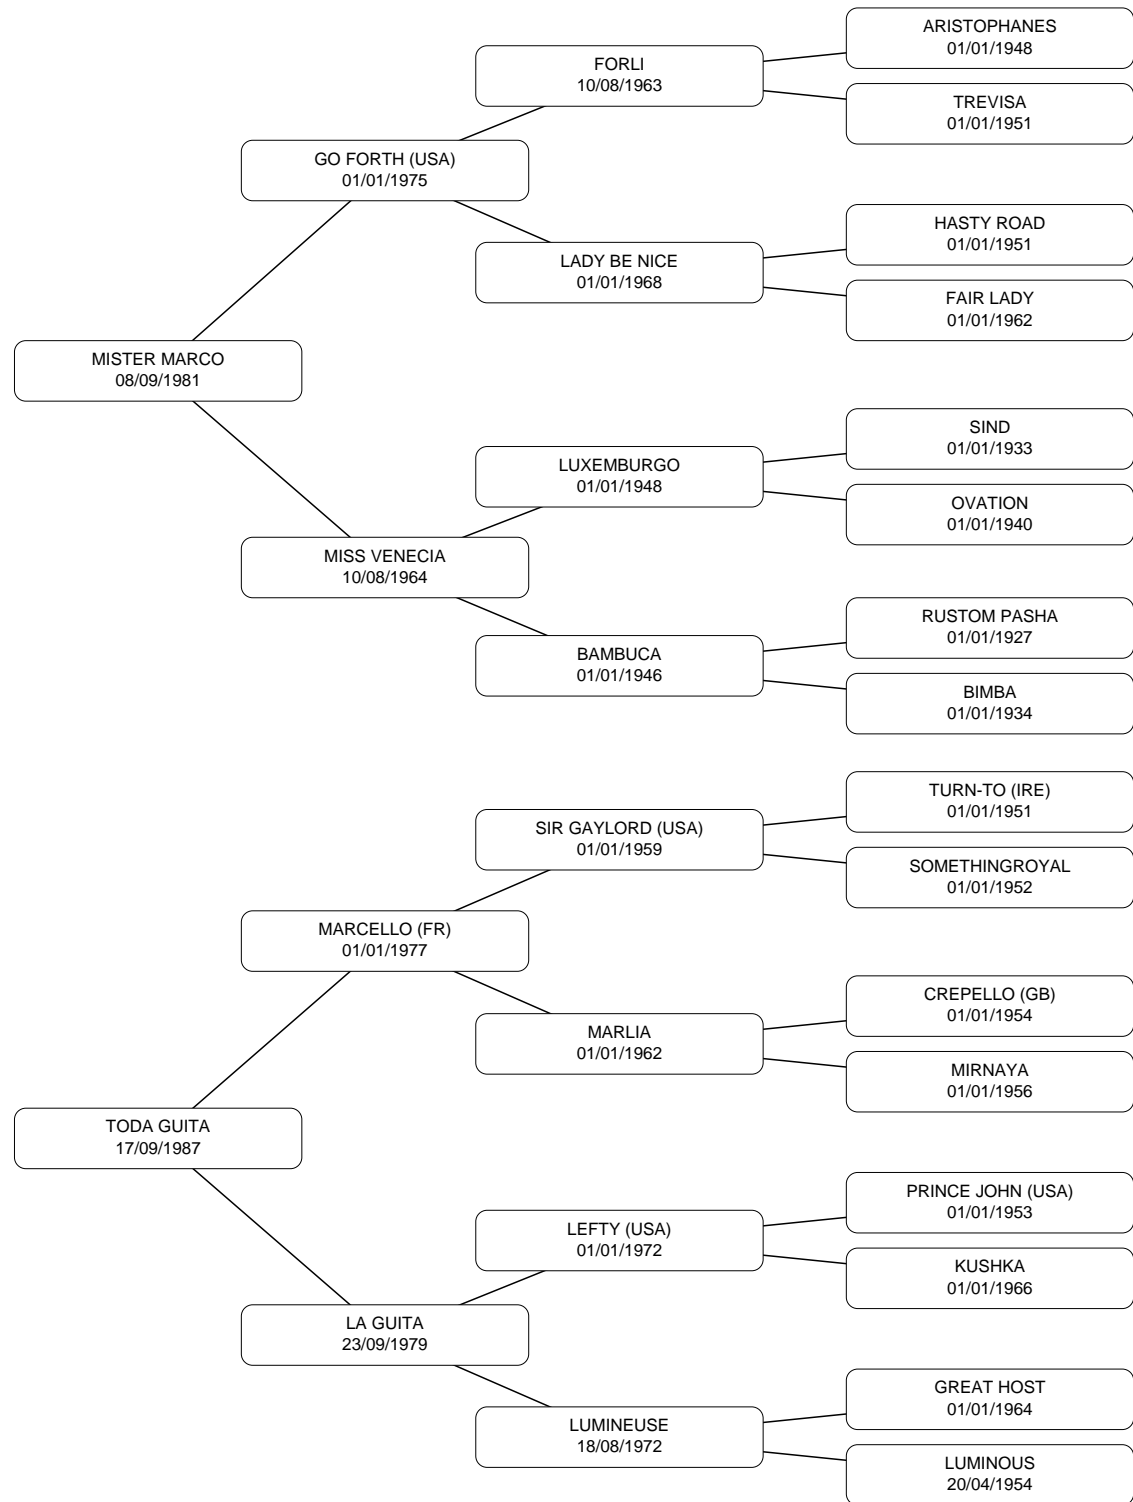 ARISTOPHANES
01/01/1948
FORLI
10/08/1963
TREVISA
01/01/1951
GO FORTH (USA)
01/01/1975
HASTY ROAD
01/01/1951
LADY BE NICE
01/01/1968
FAIR LADY
01/01/1962
MISTER MARCO
08/09/1981
SIND
01/01/1933
LUXEMBURGO
01/01/1948
OVATION
01/01/1940
MISS VENECIA
10/08/1964
RUSTOM PASHA
01/01/1927
BAMBUCA
01/01/1946
BIMBA
01/01/1934
TURN-TO (IRE)
01/01/1951
SIR GAYLORD (USA)
01/01/1959
SOMETHINGROYAL
01/01/1952
MARCELLO (FR)
01/01/1977
CREPELLO (GB)
01/01/1954
MARLIA
01/01/1962
MIRNAYA
01/01/1956
TODA GUITA
17/09/1987
PRINCE JOHN (USA)
01/01/1953
LEFTY (USA)
01/01/1972
KUSHKA
01/01/1966
LA GUITA
23/09/1979
GREAT HOST
01/01/1964
LUMINEUSE
18/08/1972
LUMINOUS
20/04/1954